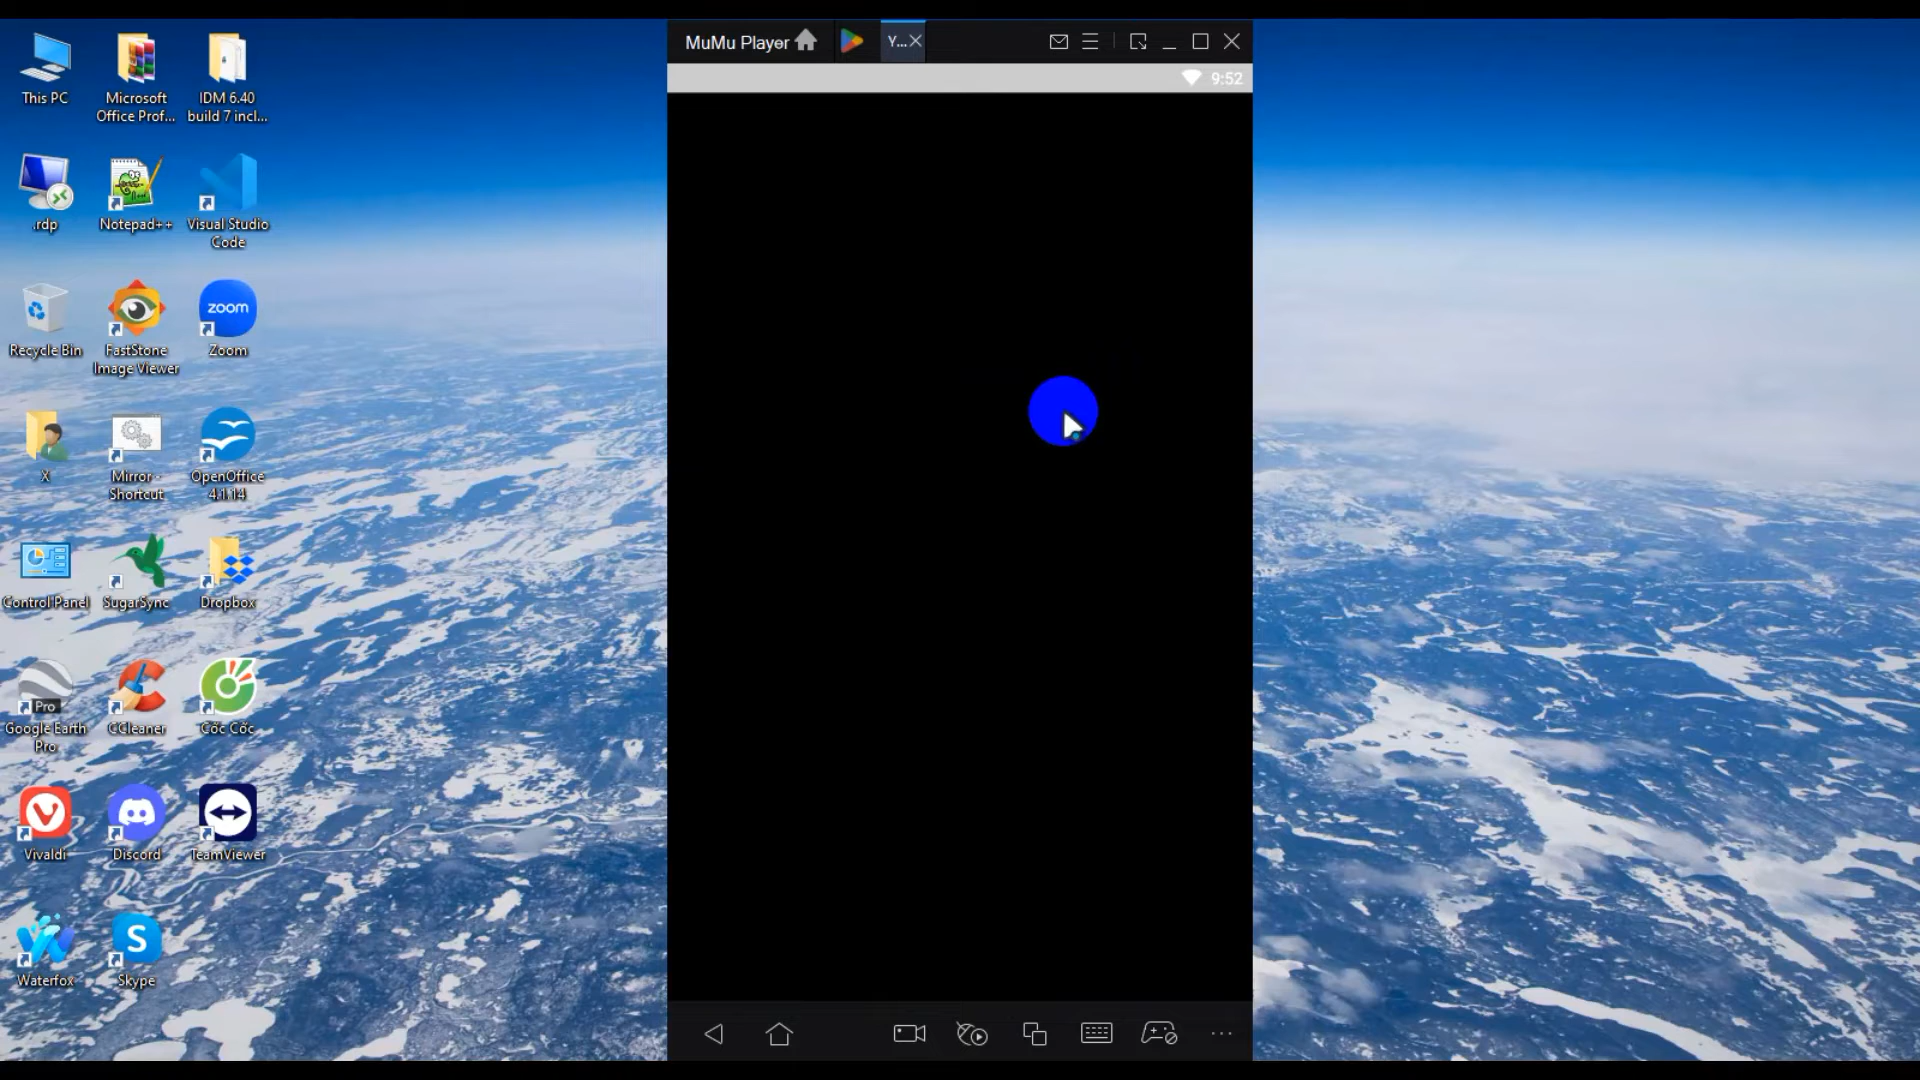 MuMu Player
Y...
9:52
This PC
Microsoft
Office Prof...
IDM 6.40
build 7 incl...
.rdp
Notepad++
Visual Studio
Code
Recycle Bin
FastStone
Image Viewer
zoom
Zoom
X
Mirror -
Shortcut
OpenOffice
4.1.14
Control Panel
SugarSync
Dropbox
Pro
Google Earth
Pro
CCleaner
Cốc Cốc
Vivaldi
Discord
TeamViewer
Waterfox
S
Skype